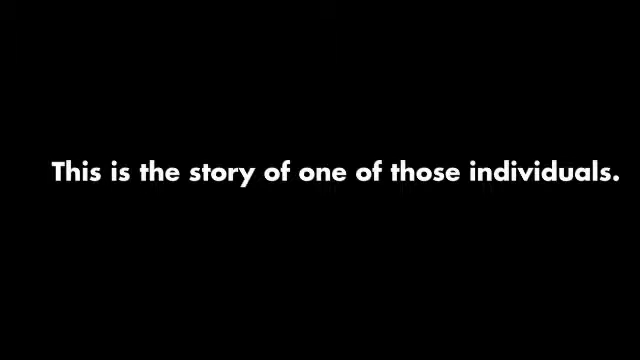 This is the story of one of those individuals.